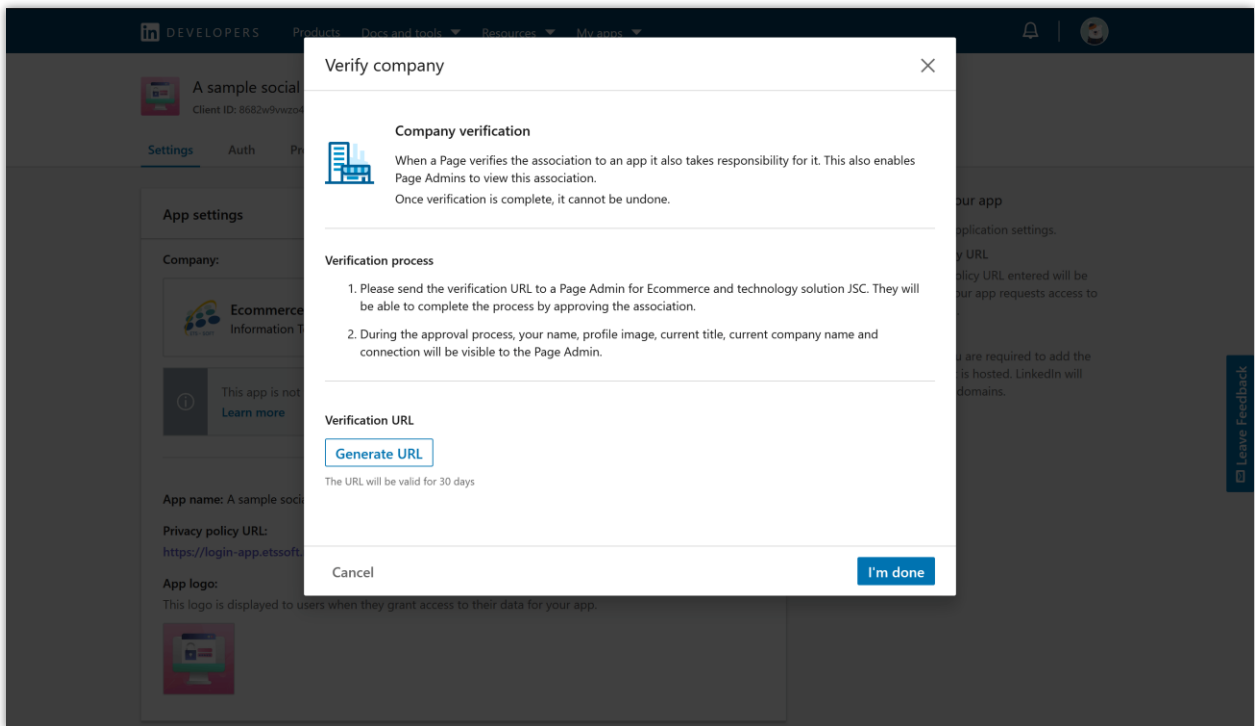 in DEVELOPERS Products Docs and tools Resources My apps
Verify company
A sample social
Client ID:
Settings Auth
Company verification
When a Page verifies the association to an app it also takes responsibility for it. This also enables
Page Admins to view this association.
Once verification is complete, it cannot be undone.
App settings
application settings.
URL
policy URL entered will be
your app requests access to
Company:
Ecommerce
Information
Verification process
1. Please send the verification URL to a Page Admin for Ecommerce and technology solution JSC. They will
be able to complete the process by approving the association.
2. During the approval process, your name, profile image, current title, current company name and
connection will be visible to the Page Admin.
are required to add the
is hosted. LinkedIn will
domains.
This app is not
Learn more
Leave Feedback
Verification URL
Generate URL
The URL will be valid for 30 days
App name: A sample
Privacy policy URL:
https://login-app.etssoft.
Cancel
I'm done
App logo:
This logo is displayed to users when they grant access to their data for your app.